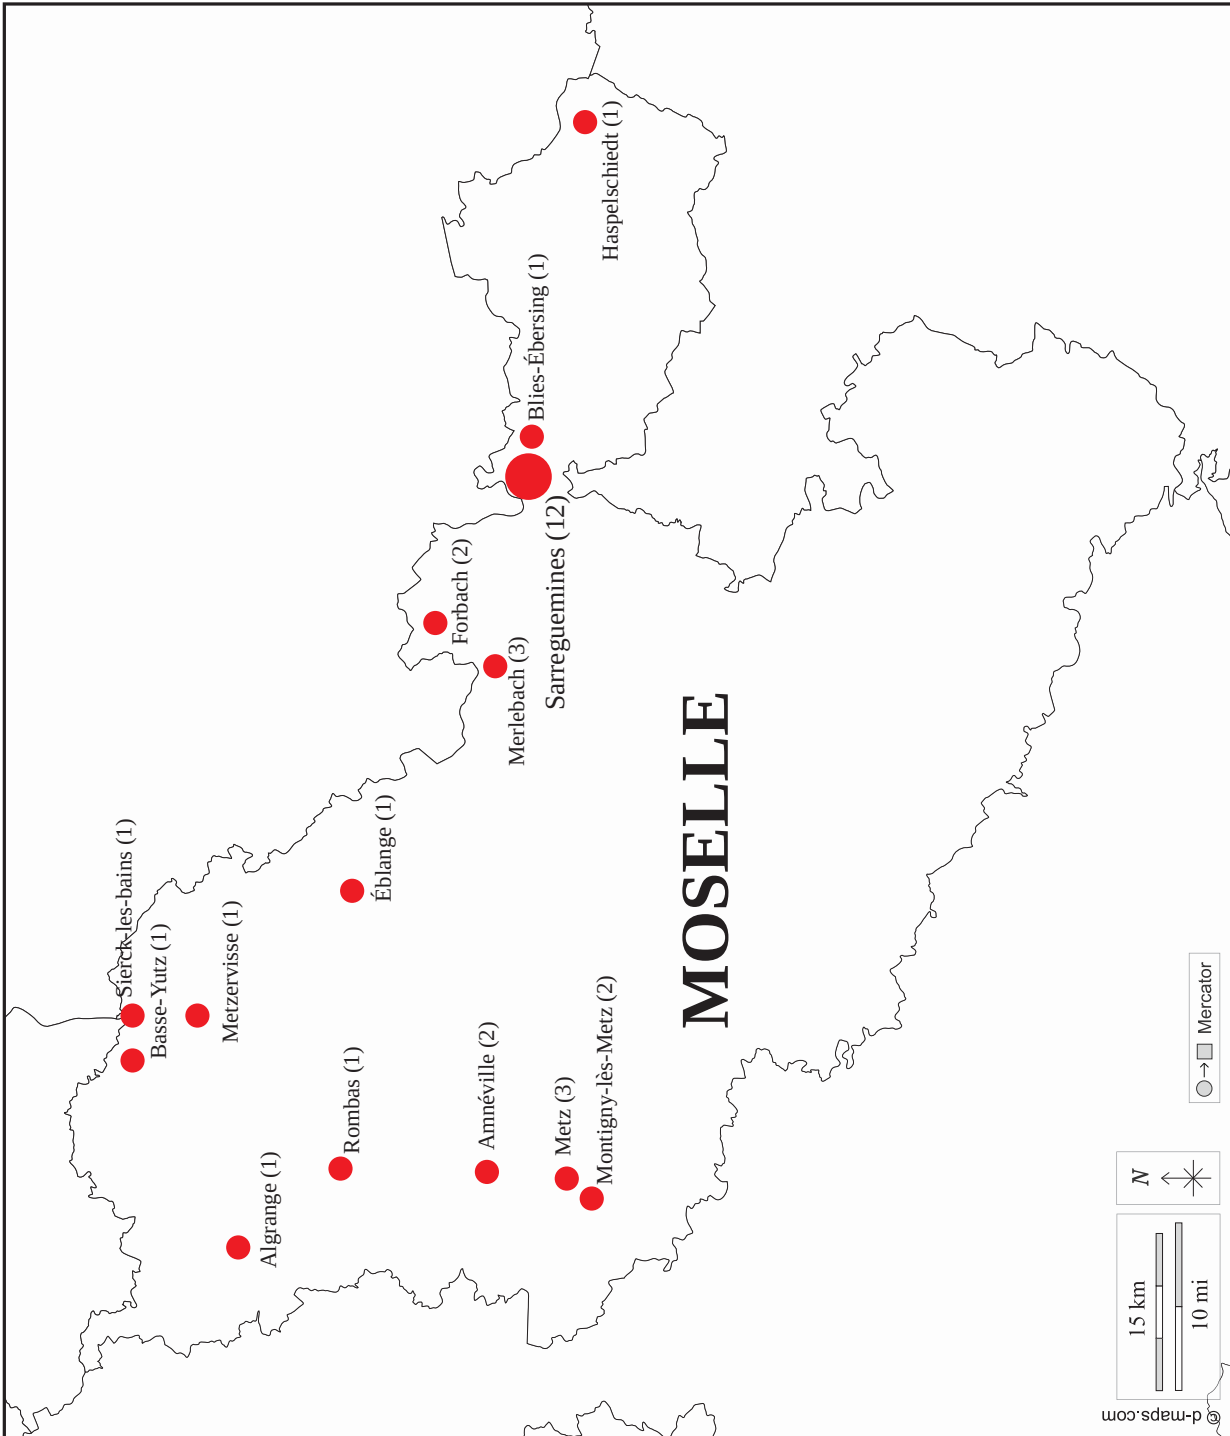 Sierck-les-bains (1)
Basse-Yutz (1)
Metzervisse (1)
Algrange (1)
Rombas (1)
Éblange (1)
Amnéville (2)
Metz (3)
Montigny-lès-Metz (2)
Forbach (2)
Merlebach (3)
Sarreguemines (12)
Blies-Ébersing (1)
Haspelschiedt (1)
MOSELLE
Mercator
N
15 km
10 mi
© d-maps.com